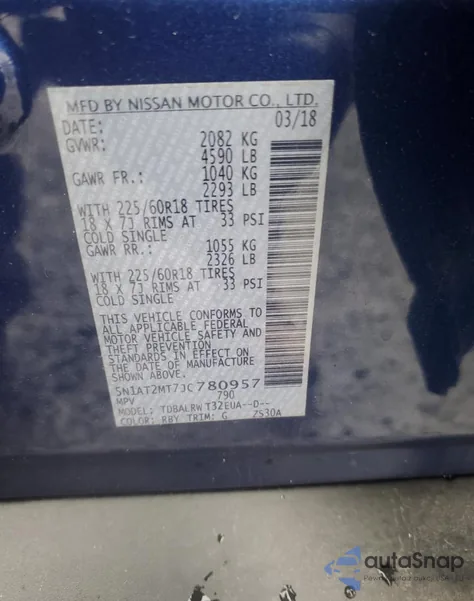 MFD BY NISSAN MOTOR CO., LTD.
DATE: 03/18
GVWR: 2082 KG
4590 LB
GAWR FR.: 1040 KG
2293 LB
WITH 225/60R18 TIRES
18 X 7J RIMS AT 33 PSI
COLD SINGLE
GAWR RR.: 1055 KG
2326 LB
WITH 225/60R18 TIRES
18 X 7J RIMS AT 33 PSI
COLD SINGLE
THIS VEHICLE CONFORMS TO
ALL APPLICABLE FEDERAL
MOTOR VEHICLE SAFETY AND
THEFT PREVENTION
STANDARDS IN EFFECT ON
THE DATE OF MANUFACTURE
SHOWN ABOVE.
5N1AT2MT7JC780957
MPV 790
MODEL: TDBALRW T32EUA--D--
COLOR: RBY TRIM: G 2530A
autoSnap